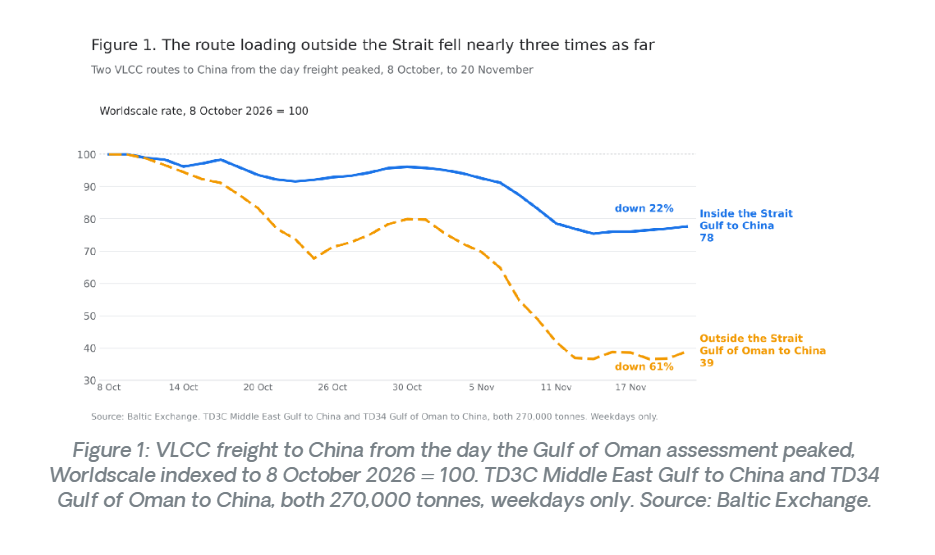 Figure 1. The route loading outside the Strait fell nearly three times as far
Two VLCC routes to China from the day freight peaked, 8 October, to 20 November
Worldscale rate, 8 October 2026 = 100
100
90
80
70
60
50
40
30
down 22%
Inside the Strait
Gulf to China
78
Outside the Strait
Gulf of Oman to China
39
down 61%
8 Oct
14 Oct
20 Oct
26 Oct
30 Oct
5 Nov
11 Nov
17 Nov
Source: Baltic Exchange. TD3C Middle East Gulf to China and TD34 Gulf of Oman to China, both 270,000 tonnes. Weekdays only.
Figure 1: VLCC freight to China from the day the Gulf of Oman assessment peaked,
Worldscale indexed to 8 October 2026 = 100. TD3C Middle East Gulf to China and TD34
Gulf of Oman to China, both 270,000 tonnes, weekdays only. Source: Baltic Exchange.